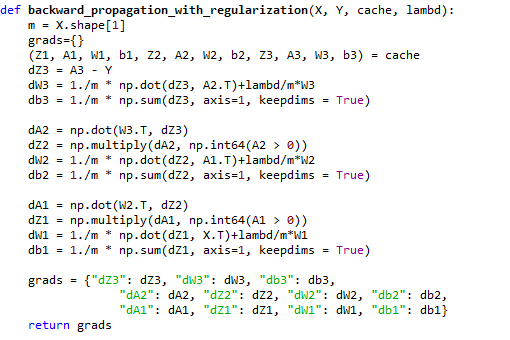 def backward_propagation_with_regularization(X, Y, cache, lambd):
    m = X.shape[1]
    grads={}
    (Z1, A1, W1, b1, Z2, A2, W2, b2, Z3, A3, W3, b3) = cache
    dZ3 = A3 - Y
    dW3 = 1./m * np.dot(dZ3, A2.T)+lambd/m*W3
    db3 = 1./m * np.sum(dZ3, axis=1, keepdims = True)

    dA2 = np.dot(W3.T, dZ3)
    dZ2 = np.multiply(dA2, np.int64(A2 > 0))
    dW2 = 1./m * np.dot(dZ2, A1.T)+lambd/m*W2
    db2 = 1./m * np.sum(dZ2, axis=1, keepdims = True)

    dA1 = np.dot(W2.T, dZ2)
    dZ1 = np.multiply(dA1, np.int64(A1 > 0))
    dW1 = 1./m * np.dot(dZ1, X.T)+lambd/m*W1
    db1 = 1./m * np.sum(dZ1, axis=1, keepdims = True)

    grads = {"dZ3": dZ3, "dW3": dW3, "db3": db3,
                "dA2": dA2, "dZ2": dZ2, "dW2": dW2, "db2": db2,
                "dA1": dA1, "dZ1": dZ1, "dW1": dW1, "db1": db1}
    return grads